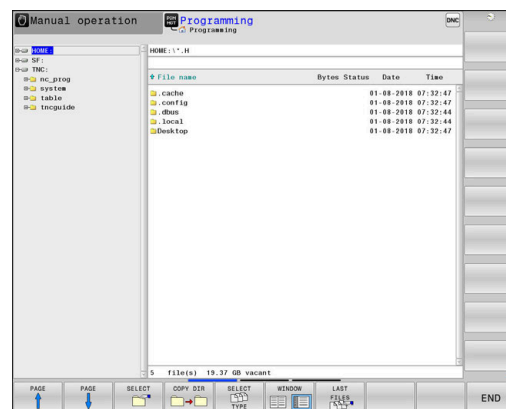 Manual operation
PGM
MGT
Programming
Programming
DNC
HOME:
SF:
TNC:
nc_prog
system
table
tncguide
HOME:\*.H
File name Bytes Status Date Time
.cache 01-08-2018 07:32:47
.config 01-08-2018 07:32:47
.dbus 01-08-2018 07:32:44
.local 01-08-2018 07:32:44
Desktop 01-08-2018 07:32:47
5 file(s) 19.37 GB vacant
PAGE
PAGE
SELECT
COPY DIR
SELECT
TYPE
WINDOW
LAST
FILES
END